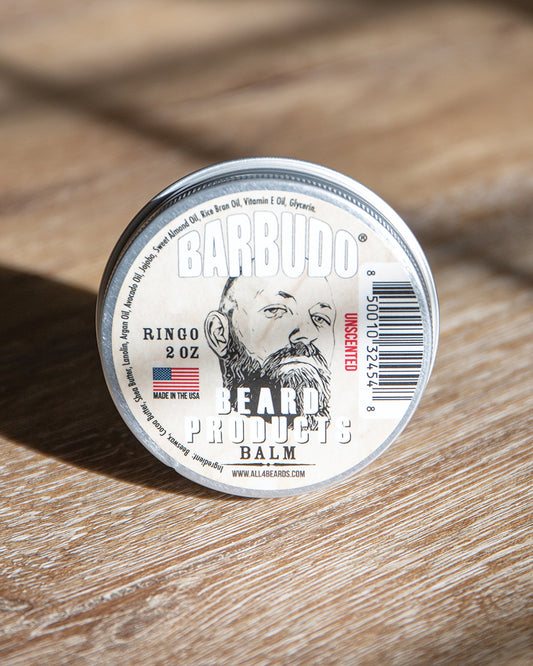 Ingredient: Beeswax, Cocoa Butter, Shea Butter, Lanolin, Argan Oil, Avocado Oil, Jojoba, Sweet Almond Oil, Rice Bran Oil, Vitamin E Oil, Glycerin.
BARBUDO®
RINGO
2 OZ
MADE IN THE USA
UNSCENTED
8 50010 32454 8
BEARD
PRODUCTS
BALM
WWW.ALL4BEARDS.COM